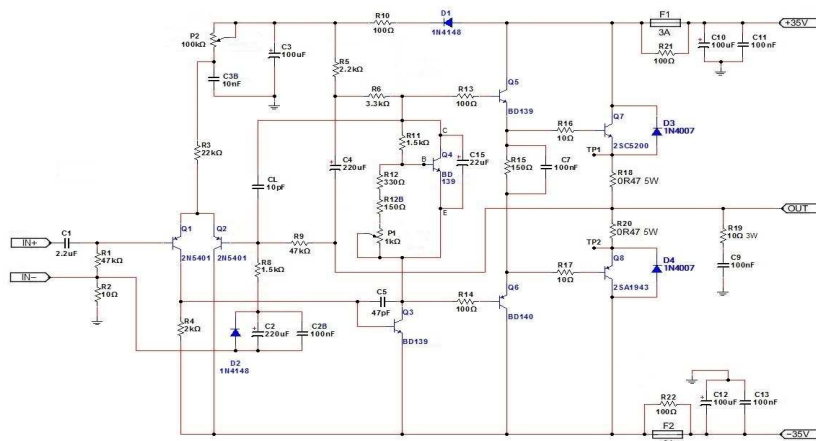 P2
100kΩ
R10
100Ω
D1
1N4148
F1
3A
R21
100Ω
C10
100uF
C11
100nF
+35V
C3
100uF
C3B
10nF
R5
2.2kΩ
R6
3.3kΩ
R13
100Ω
Q5
BD139
R16
10Ω
Q7
2SC5200
D3
1N4007
TP1
R3
22kΩ
CL
10pF
C4
220uF
R11
1.5kΩ
C
B
E
Q4
BD
139
C15
22uF
R12
330Ω
R12B
150Ω
P1
1kΩ
R15
150Ω
C7
100nF
R18
0R47 5W
OUT
R20
0R47 5W
TP2
R19
10Ω 3W
C9
100nF
IN+
C1
2.2uF
R1
47kΩ
IN−
R2
10Ω
Q1
2N5401
Q2
2N5401
R9
47kΩ
R8
1.5kΩ
R17
10Ω
Q8
2SA1943
D4
1N4007
R4
2kΩ
C5
47pF
Q3
BD139
R14
100Ω
Q6
BD140
D2
1N4148
C2
220uF
C2B
100nF
R22
100Ω
F2
C12
100uF
C13
100nF
−35V